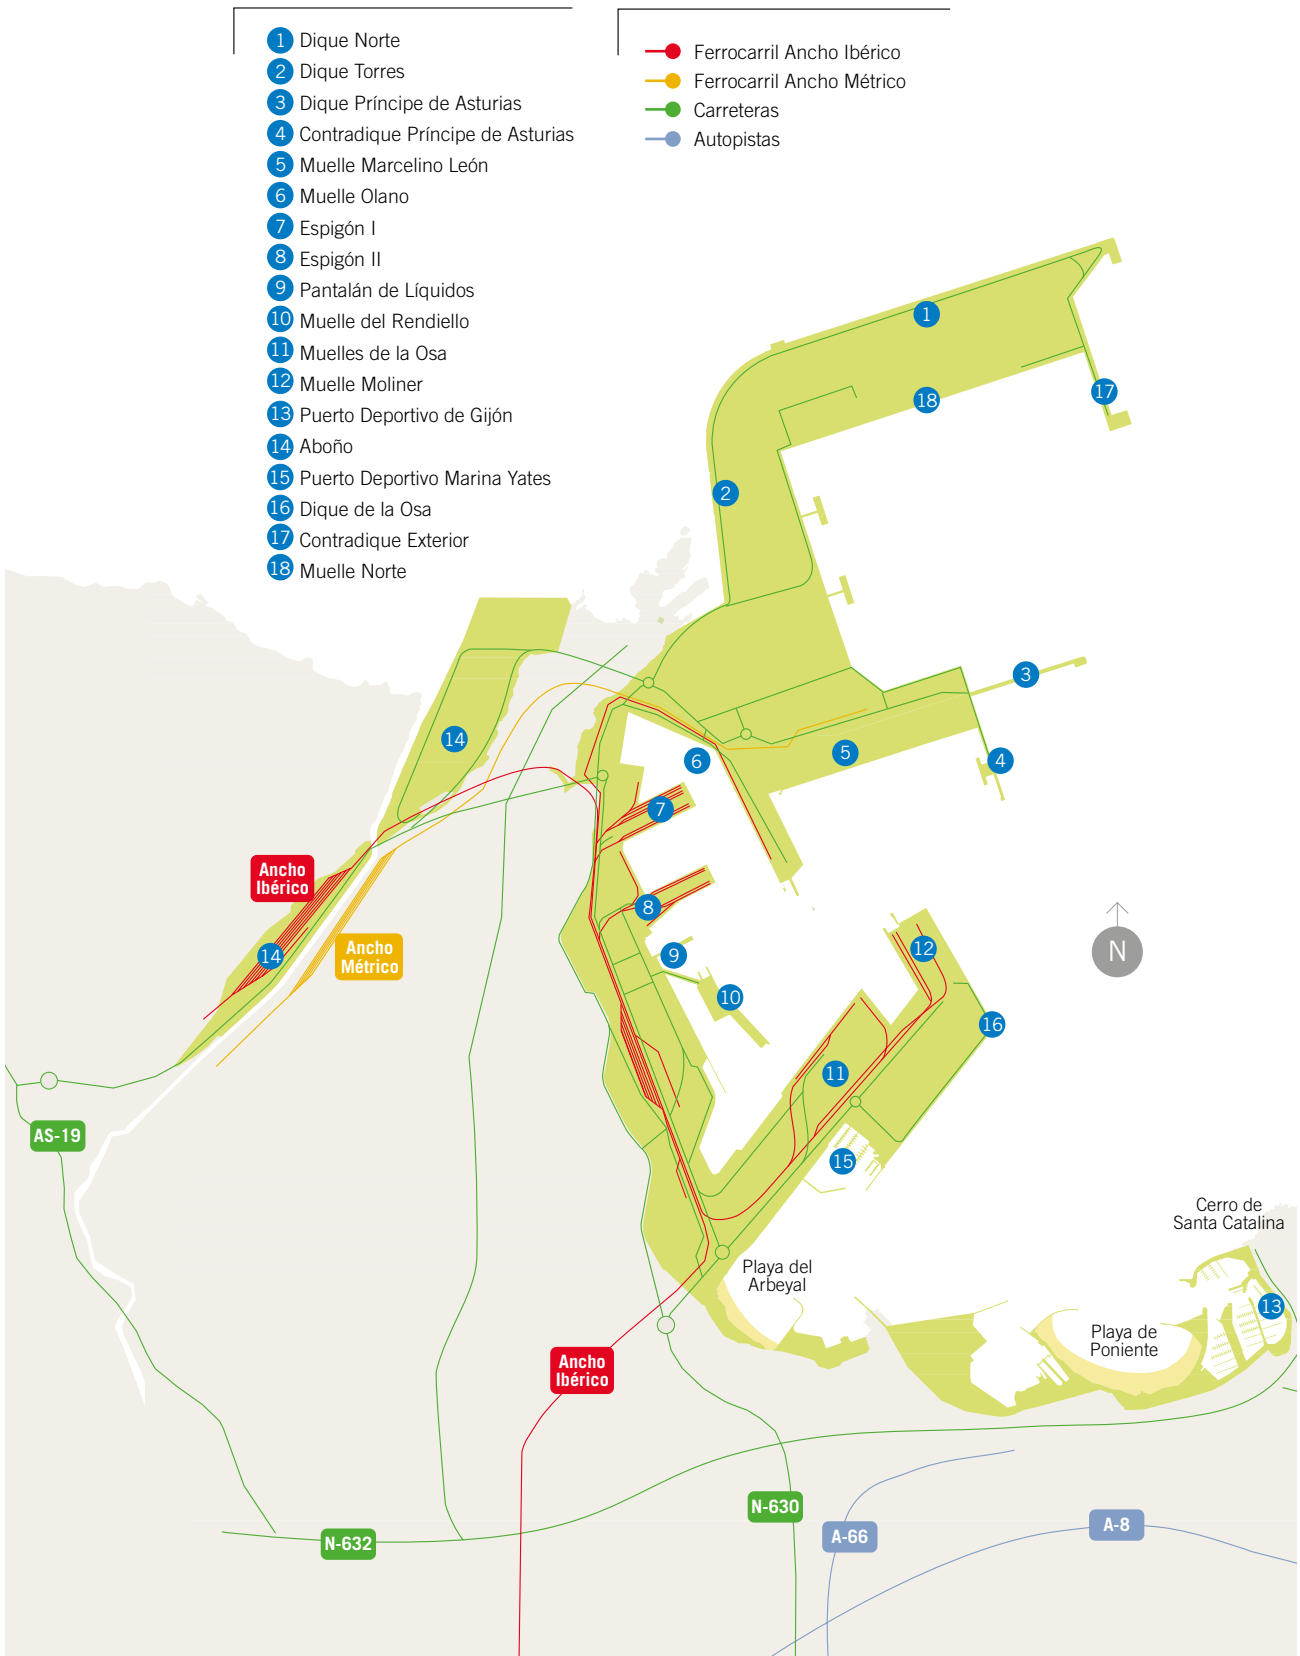 1 Dique Norte
2 Dique Torres
3 Dique Príncipe de Asturias
4 Contradique Príncipe de Asturias
5 Muelle Marcelino León
6 Muelle Olano
7 Espigón I
8 Espigón II
9 Pantalán de Líquidos
10 Muelle del Rendiello
11 Muelles de la Osa
12 Muelle Moliner
13 Puerto Deportivo de Gijón
14 Aboño
15 Puerto Deportivo Marina Yates
16 Dique de la Osa
17 Contradique Exterior
18 Muelle Norte
Ferrocarril Ancho Ibérico
Ferrocarril Ancho Métrico
Carreteras
Autopistas
1
17
18
2
3
14
5
4
6
7
Ancho
Ibérico
8
14
Ancho
Métrico
9
12
N
10
16
11
AS-19
15
Cerro de
Santa Catalina
Playa del
Arbeyal
13
Playa de
Poniente
Ancho
Ibérico
N-630
A-66
A-8
N-632